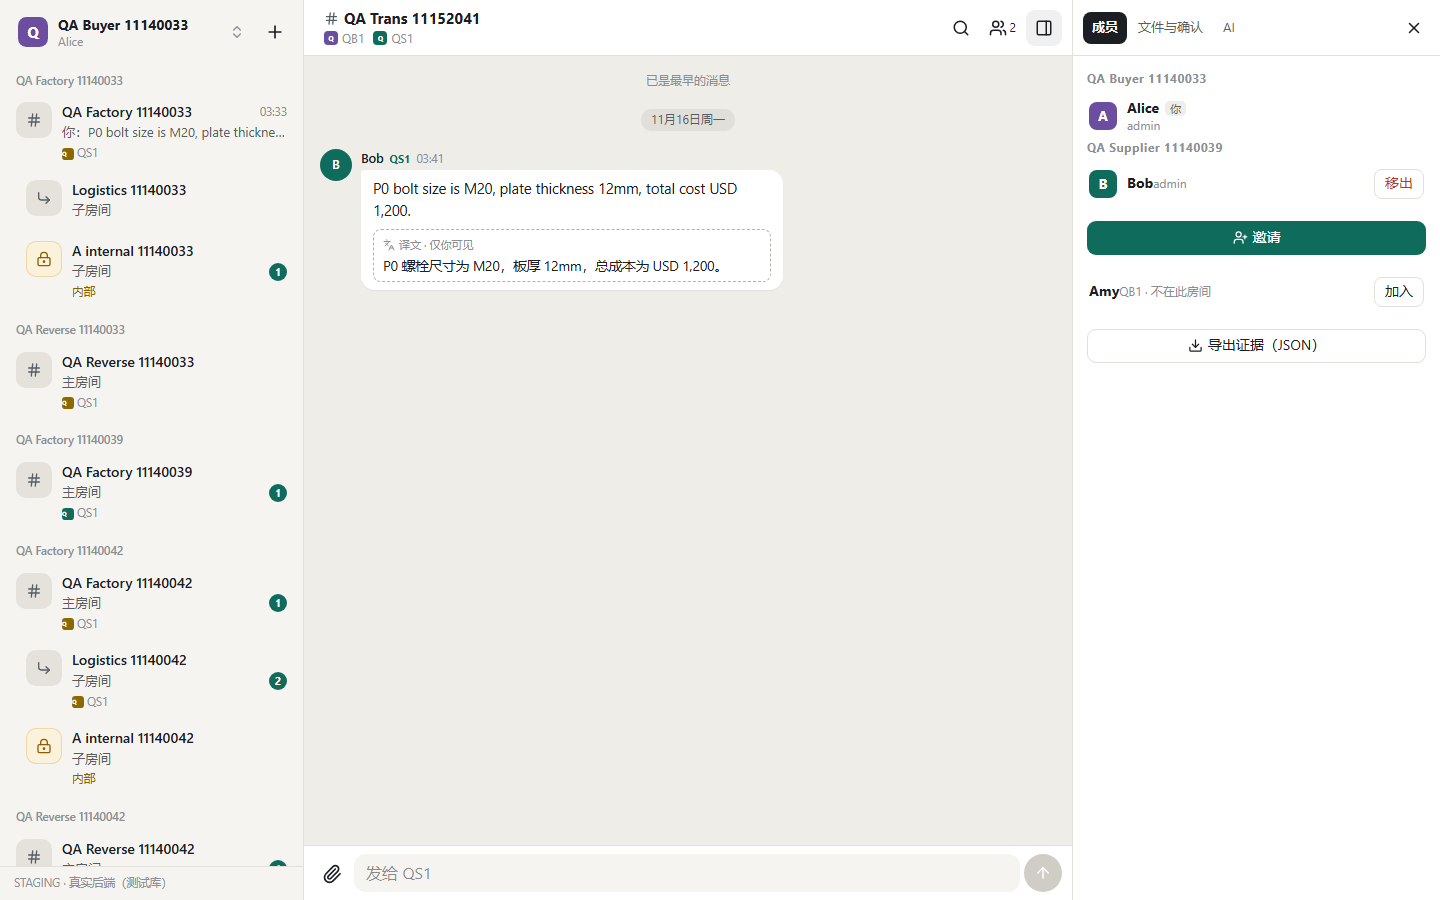 Q
QA Buyer 11140033
Alice
QA Factory 11140033
QA Factory 11140033
03:33
你：P0 bolt size is M20, plate thickne...
QS1
Logistics 11140033
子房间
A internal 11140033
子房间
1
内部
QA Reverse 11140033
QA Reverse 11140033
主房间
QS1
QA Factory 11140039
QA Factory 11140039
主房间
1
QS1
QA Factory 11140042
QA Factory 11140042
主房间
1
QS1
Logistics 11140042
子房间
2
QS1
A internal 11140042
子房间
内部
QA Reverse 11140042
QA Reverse 11140042
主房间
STAGING · 真实后端（测试库）
# QA Trans 11152041
Q QB1 Q QS1
2
已是最早的消息
11月16日周一
B
Bob QS1 03:41
P0 bolt size is M20, plate thickness 12mm, total cost USD
1,200.
译文 · 仅你可见
P0 螺栓尺寸为 M20，板厚 12mm，总成本为 USD 1,200。
发给 QS1
成员 文件与确认 AI
QA Buyer 11140033
A
Alice 你
admin
QA Supplier 11140039
B
Bobadmin
移出
邀请
AmyQB1 · 不在此房间
加入
导出证据（JSON）